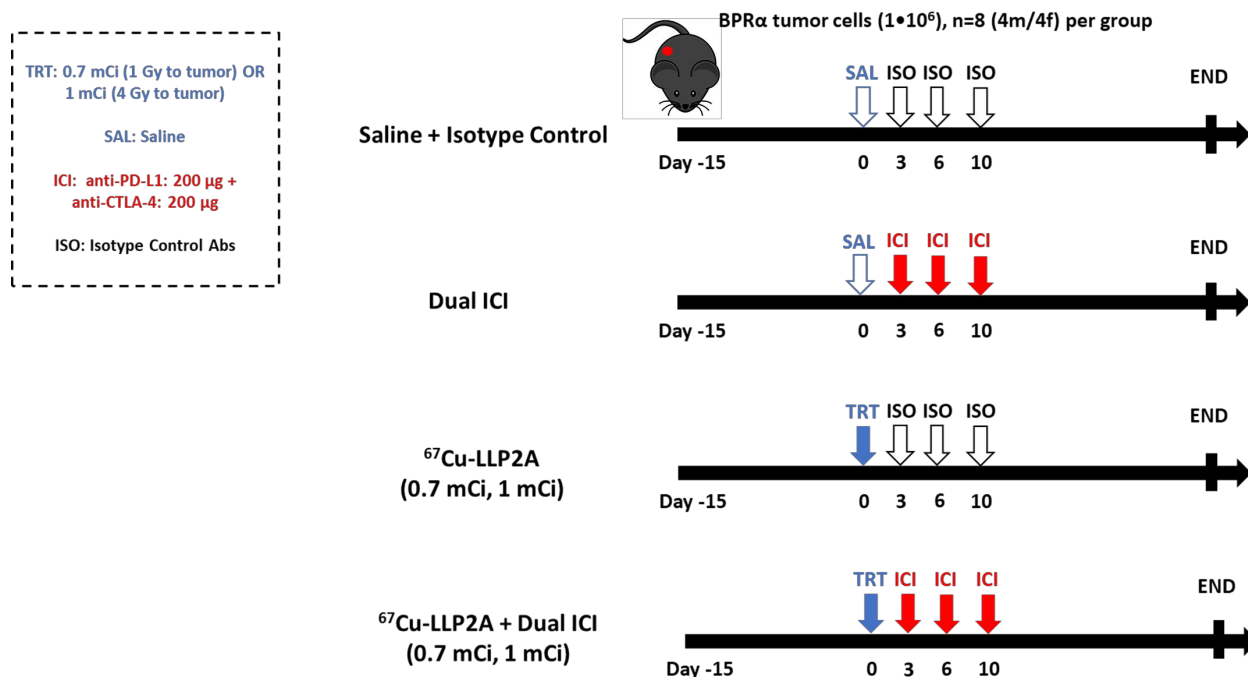 BPRα tumor cells (1•10⁶), n=8 (4m/4f) per group
TRT: 0.7 mCi (1 Gy to tumor) OR
1 mCi (4 Gy to tumor)
SAL: Saline
ICI: anti-PD-L1: 200 µg +
anti-CTLA-4: 200 µg
ISO: Isotype Control Abs
Saline + Isotype Control
SAL ISO ISO ISO
END
Day -15 0 3 6 10
Dual ICI
SAL ICI ICI ICI
END
Day -15 0 3 6 10
⁶⁷Cu-LLP2A
(0.7 mCi, 1 mCi)
TRT ISO ISO ISO
END
Day -15 0 3 6 10
⁶⁷Cu-LLP2A + Dual ICI
(0.7 mCi, 1 mCi)
TRT ICI ICI ICI
END
Day -15 0 3 6 10